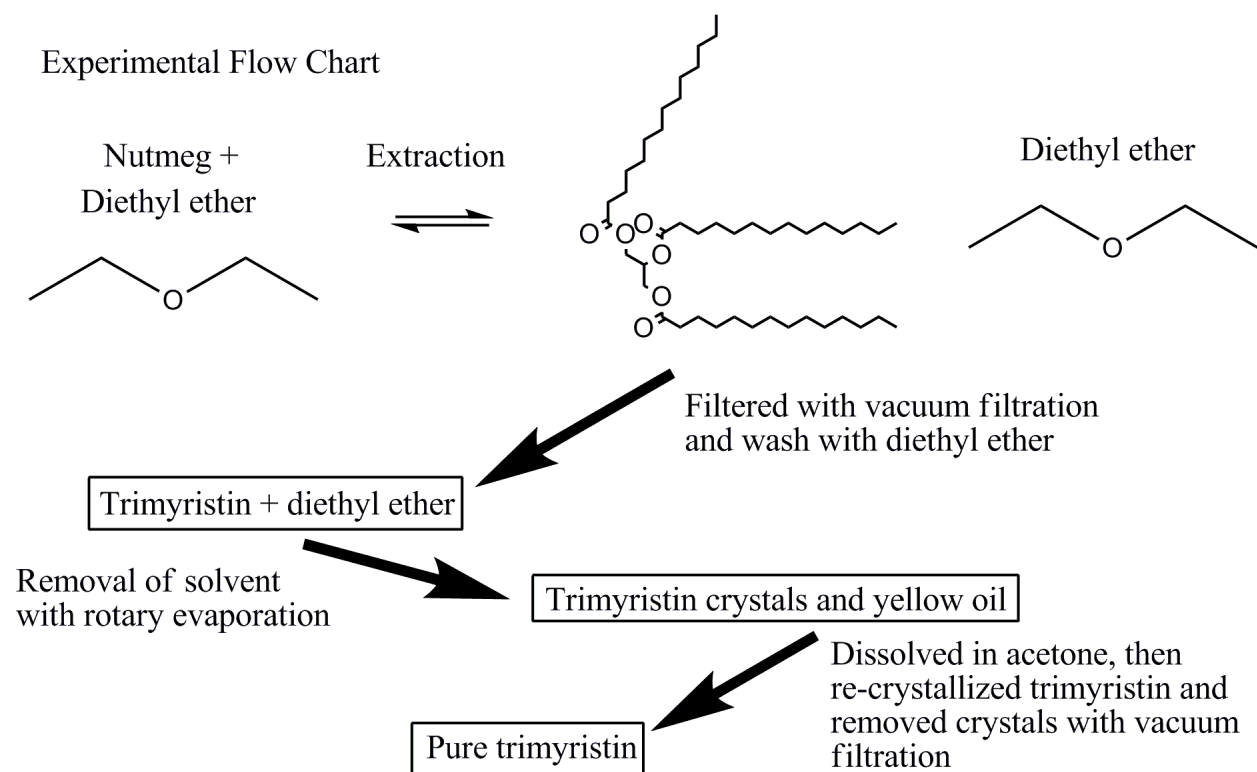 Experimental Flow Chart
Nutmeg +
Diethyl ether
Extraction
Diethyl ether
O
O
O
O
O
O
O
O
Filtered with vacuum filtration
and wash with diethyl ether
Trimyristin + diethyl ether
Removal of solvent
with rotary evaporation
Trimyristin crystals and yellow oil
Dissolved in acetone, then
re-crystallized trimyristin and
removed crystals with vacuum
filtration
Pure trimyristin